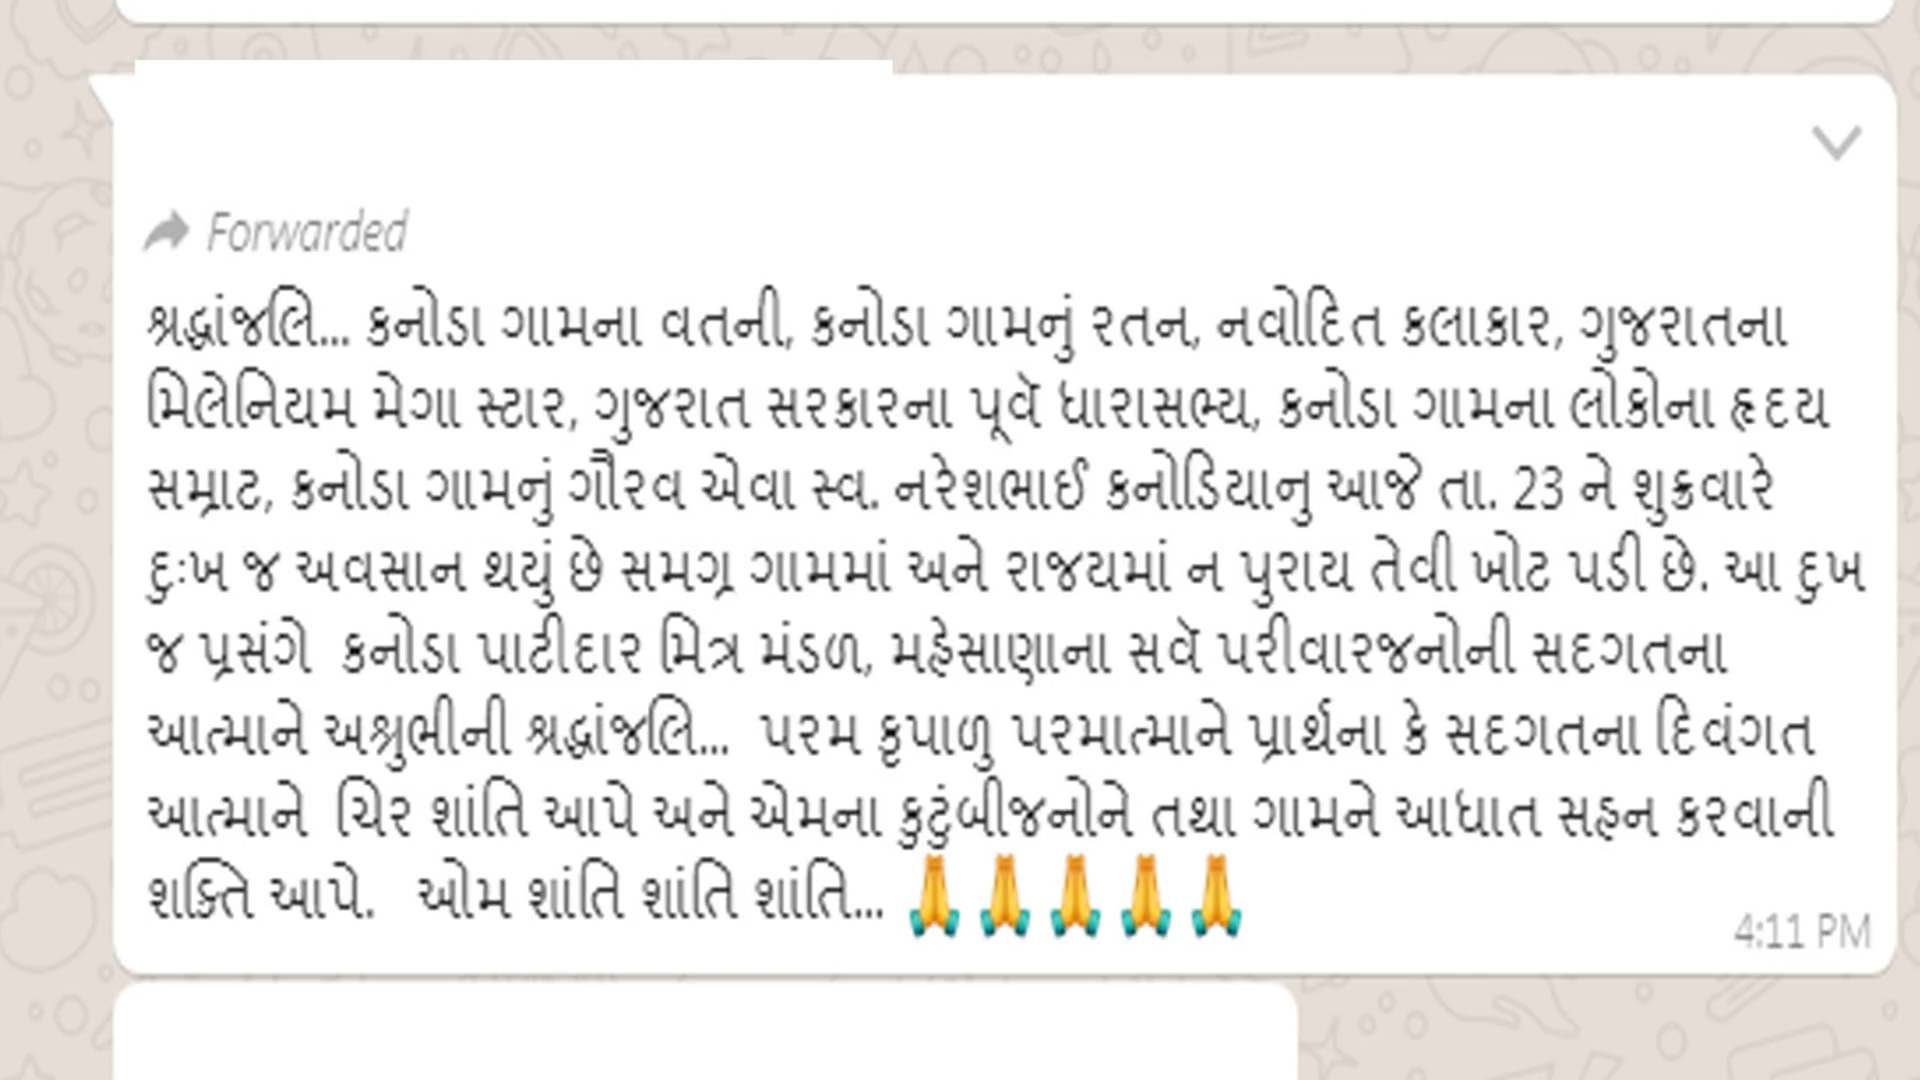 Forwarded
શ્રદ્ધાંજલિ... કનોડા ગામના વતની, કનોડા ગામનું રતન, નવોદિત કલાકાર, ગુજરાતના
મિલેનિયમ મેગા સ્ટાર, ગુજરાત સરકારના પૂર્વે ધારાસભ્ય, કનોડા ગામના લોકોના હૃદય
સમ્રાટ, કનોડા ગામનું ગૌરવ એવા સ્વ. નરેશભાઈ કનોડિયાનુ આજે તા. 23 ને શુક્રવારે
દુઃખ જ અવસાન થયું છે સમગ્ર ગામમાં અને રાજયમાં ન પુરાય તેવી ખોટ પડી છે. આ દુખ
જ પ્રસંગે કનોડા પાટીદાર મિત્ર મંડળ, મહેસાણાના સર્વે પરીવારજનોની સદગતના
આત્માને અશ્રુભીની શ્રદ્ધાંજલિ... પરમ કૃપાળુ પરમાત્માને પ્રાર્થના કે સદગતના દિવંગત
આત્માને ચિર શાંતિ આપે અને એમના કુટુંબીજનોને તથા ગામને આધાત સહન કરવાની
શક્તિ આપે. ઓમ શાંતિ શાંતિ શાંતિ... 🙏🙏🙏🙏🙏
4:11 PM